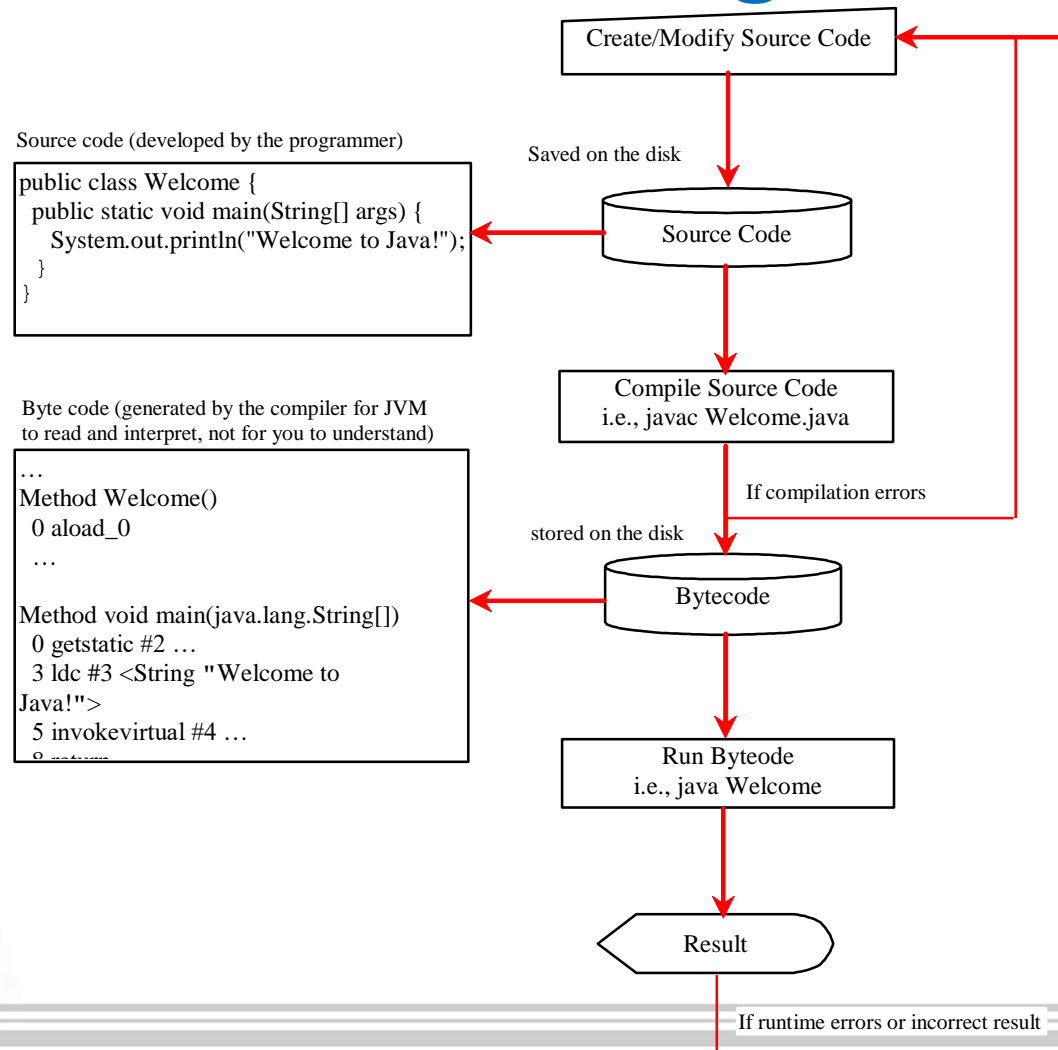 Create/Modify Source Code
Source code (developed by the programmer)
Saved on the disk
public class Welcome {
public static void main(String[] args) {
System.out.println("Welcome to Java!");
}
}
Source Code
Compile Source Code
i.e., javac Welcome.java
Byte code (generated by the compiler for JVM
to read and interpret, not for you to understand)
…
Method Welcome()
0 aload_0
…
Method void main(java.lang.String[])
0 getstatic #2 …
3 ldc #3 <String "Welcome to
Java!">
5 invokevirtual #4 …
8 return
If compilation errors
stored on the disk
Bytecode
Run Byteode
i.e., java Welcome
Result
If runtime errors or incorrect result